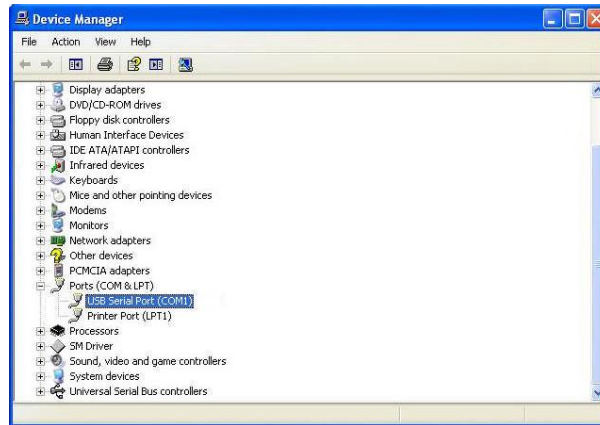 Device Manager
File Action View Help
Display adapters
DVD/CD-ROM drives
Floppy disk controllers
Human Interface Devices
IDE ATA/ATAPI controllers
Infrared devices
Keyboards
Mice and other pointing devices
Modems
Monitors
Network adapters
Other devices
PCMCIA adapters
Ports (COM & LPT)
USB Serial Port (COM1)
Printer Port (LPT1)
Processors
SM Driver
Sound, video and game controllers
System devices
Universal Serial Bus controllers